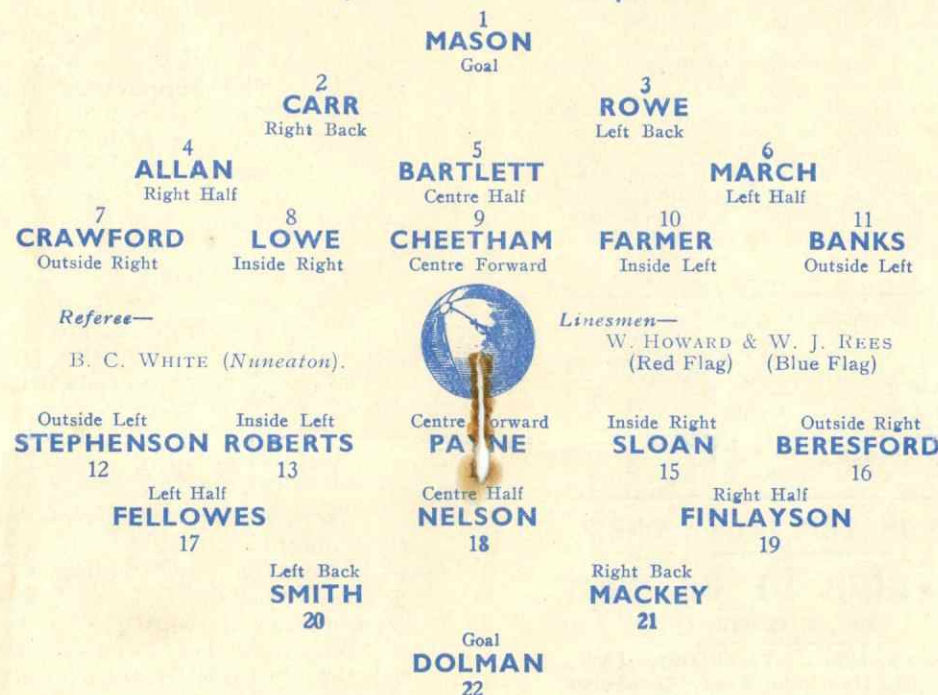 1
MASON
Goal
2 3
CARR ROWE
Right Back Left Back
4 5 6
ALLAN BARTLETT MARCH
Right Half Centre Half Left Half
7 8 9 10 11
CRAWFORD LOWE CHEETHAM FARMER BANKS
Outside Right Inside Right Centre Forward Inside Left Outside Left
Referee— Linesmen—
B. C. WHITE (Nuneaton). W. HOWARD & W. J. REES
(Red Flag) (Blue Flag)
Outside Left Inside Left Centre Forward Inside Right Outside Right
STEPHENSON ROBERTS PAYNE SLOAN BERESFORD
12 13 15 16
Left Half Centre Half Right Half
FELLOWES NELSON FINLAYSON
17 18 19
Left Back Right Back
SMITH MACKEY
20 21
Goal
DOLMAN
22